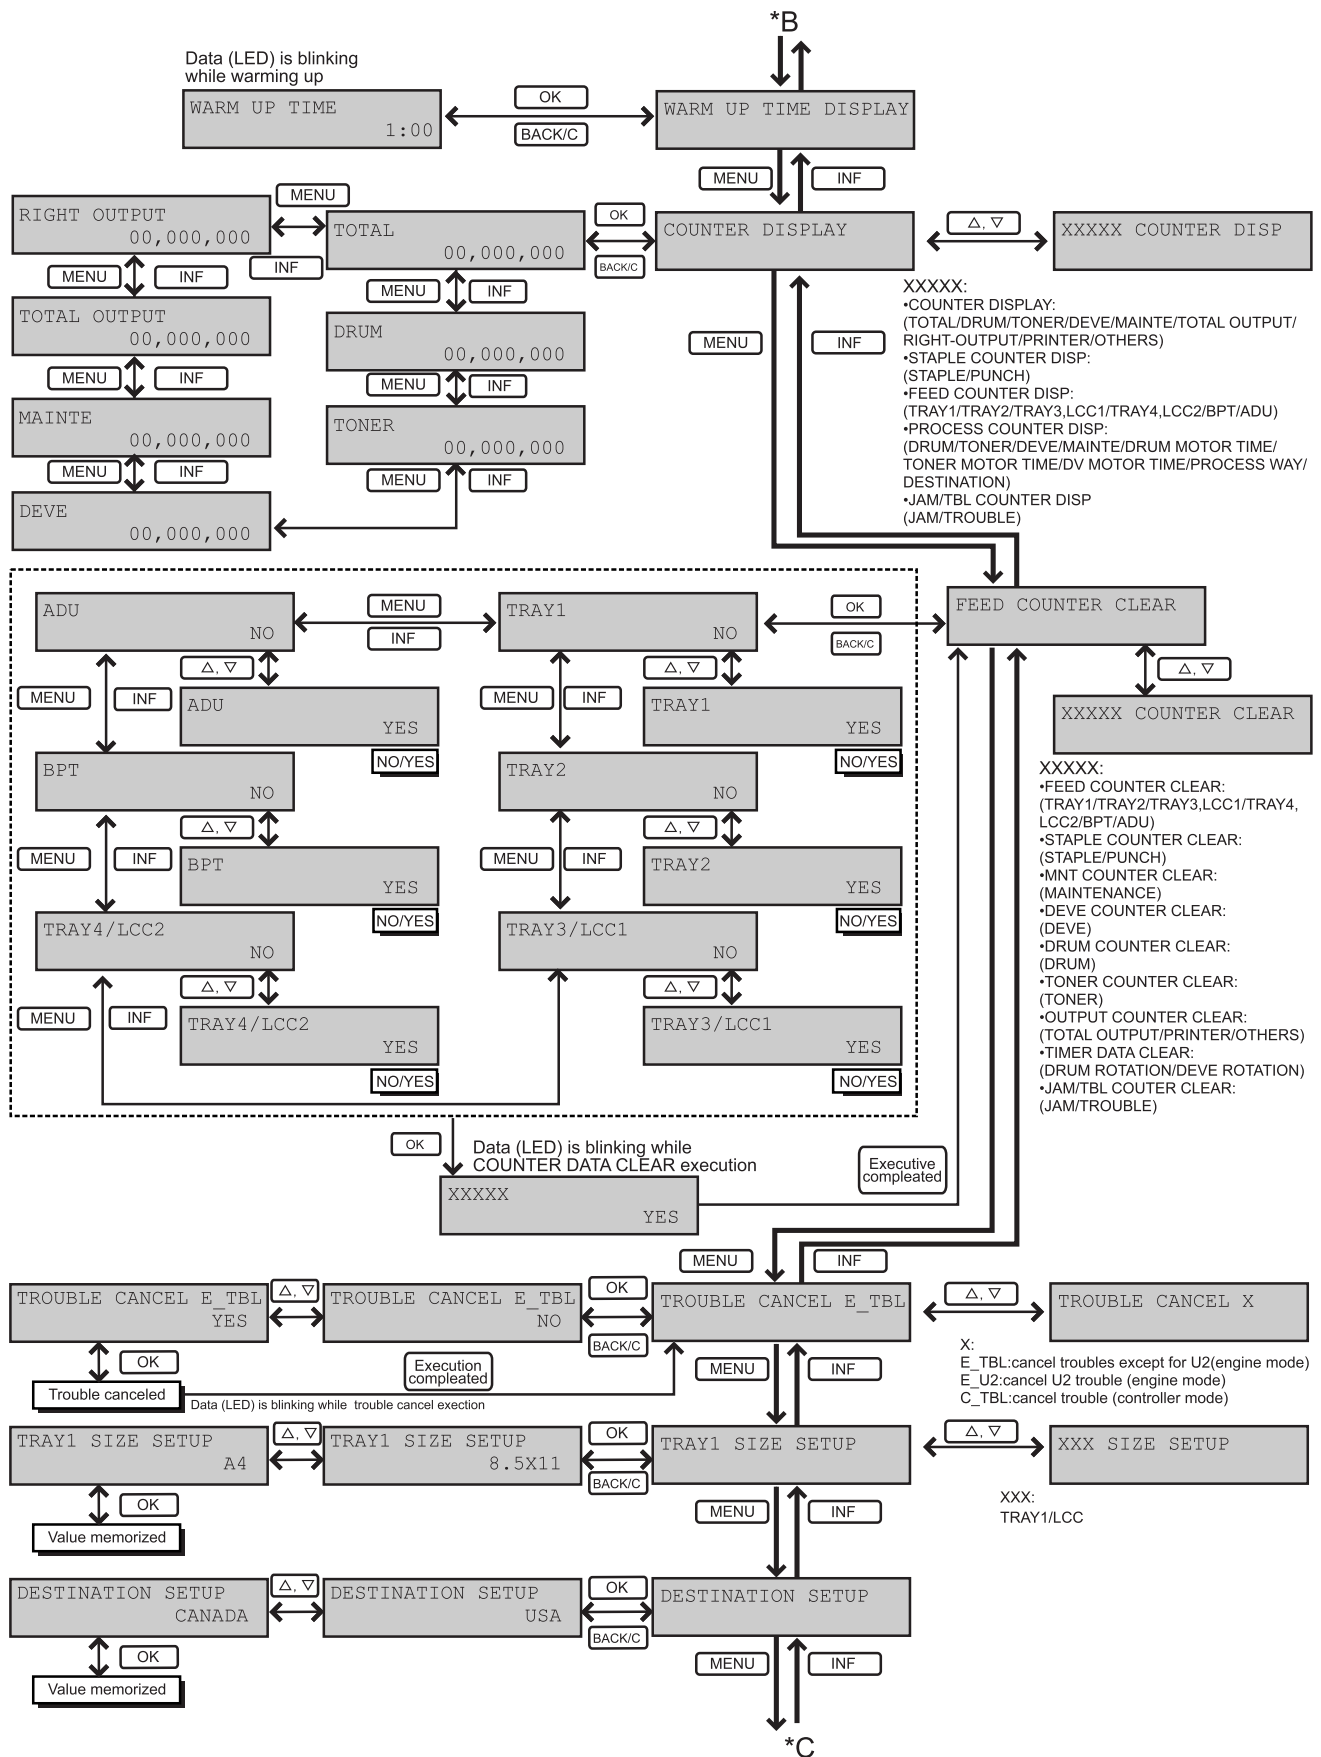 *B
Data (LED) is blinking
while warming up
WARM UP TIME
1:00
OK
BACK/C
WARM UP TIME DISPLAY
MENU
INF
RIGHT OUTPUT
00,000,000
MENU
INF
TOTAL
00,000,000
OK
BACK/C
COUNTER DISPLAY
△, ▽
XXXXX COUNTER DISP
MENU
INF
MENU
INF
TOTAL OUTPUT
00,000,000
DRUM
00,000,000
MENU
INF
XXXXX:
•COUNTER DISPLAY:
(TOTAL/DRUM/TONER/DEVE/MAINTE/TOTAL OUTPUT/
RIGHT-OUTPUT/PRINTER/OTHERS)
•STAPLE COUNTER DISP:
(STAPLE/PUNCH)
•FEED COUNTER DISP:
(TRAY1/TRAY2/TRAY3,LCC1/TRAY4,LCC2/BPT/ADU)
•PROCESS COUNTER DISP:
(DRUM/TONER/DEVE/MAINTE/DRUM MOTOR TIME/
TONER MOTOR TIME/DV MOTOR TIME/PROCESS WAY/
DESTINATION)
•JAM/TBL COUNTER DISP
(JAM/TROUBLE)
MENU
INF
MENU
INF
MAINTE
00,000,000
TONER
00,000,000
MENU
INF
MENU
INF
DEVE
00,000,000
ADU
NO
MENU
INF
TRAY1
NO
OK
BACK/C
FEED COUNTER CLEAR
△, ▽
△, ▽
△, ▽
MENU
INF
ADU
YES
MENU
INF
TRAY1
YES
XXXXX COUNTER CLEAR
NO/YES
NO/YES
BPT
NO
TRAY2
NO
XXXXX:
•FEED COUNTER CLEAR:
(TRAY1/TRAY2/TRAY3,LCC1/TRAY4,
LCC2/BPT/ADU)
•STAPLE COUNTER CLEAR:
(STAPLE/PUNCH)
•MNT COUNTER CLEAR:
(MAINTENANCE)
•DEVE COUNTER CLEAR:
(DEVE)
•DRUM COUNTER CLEAR:
(DRUM)
•TONER COUNTER CLEAR:
(TONER)
•OUTPUT COUNTER CLEAR:
(TOTAL OUTPUT/PRINTER/OTHERS)
•TIMER DATA CLEAR:
(DRUM ROTATION/DEVE ROTATION)
•JAM/TBL COUTER CLEAR:
(JAM/TROUBLE)
△, ▽
△, ▽
MENU
INF
BPT
YES
MENU
INF
TRAY2
YES
NO/YES
NO/YES
TRAY4/LCC2
NO
TRAY3/LCC1
NO
△, ▽
△, ▽
MENU
INF
TRAY4/LCC2
YES
TRAY3/LCC1
YES
NO/YES
NO/YES
OK
Data (LED) is blinking while
COUNTER DATA CLEAR execution
XXXXX
YES
Executive
compleated
MENU
INF
TROUBLE CANCEL E_TBL
YES
△, ▽
TROUBLE CANCEL E_TBL
NO
OK
BACK/C
TROUBLE CANCEL E_TBL
△, ▽
TROUBLE CANCEL X
OK
Trouble canceled
Execution
compleated
Data (LED) is blinking while trouble cancel exection
MENU
INF
X:
E_TBL:cancel troubles except for U2(engine mode)
E_U2:cancel U2 trouble (engine mode)
C_TBL:cancel trouble (controller mode)
TRAY1 SIZE SETUP
A4
△, ▽
TRAY1 SIZE SETUP
8.5X11
OK
BACK/C
TRAY1 SIZE SETUP
△, ▽
XXX SIZE SETUP
OK
Value memorized
MENU
INF
XXX:
TRAY1/LCC
DESTINATION SETUP
CANADA
△, ▽
DESTINATION SETUP
USA
OK
BACK/C
DESTINATION SETUP
OK
Value memorized
MENU
INF
*C